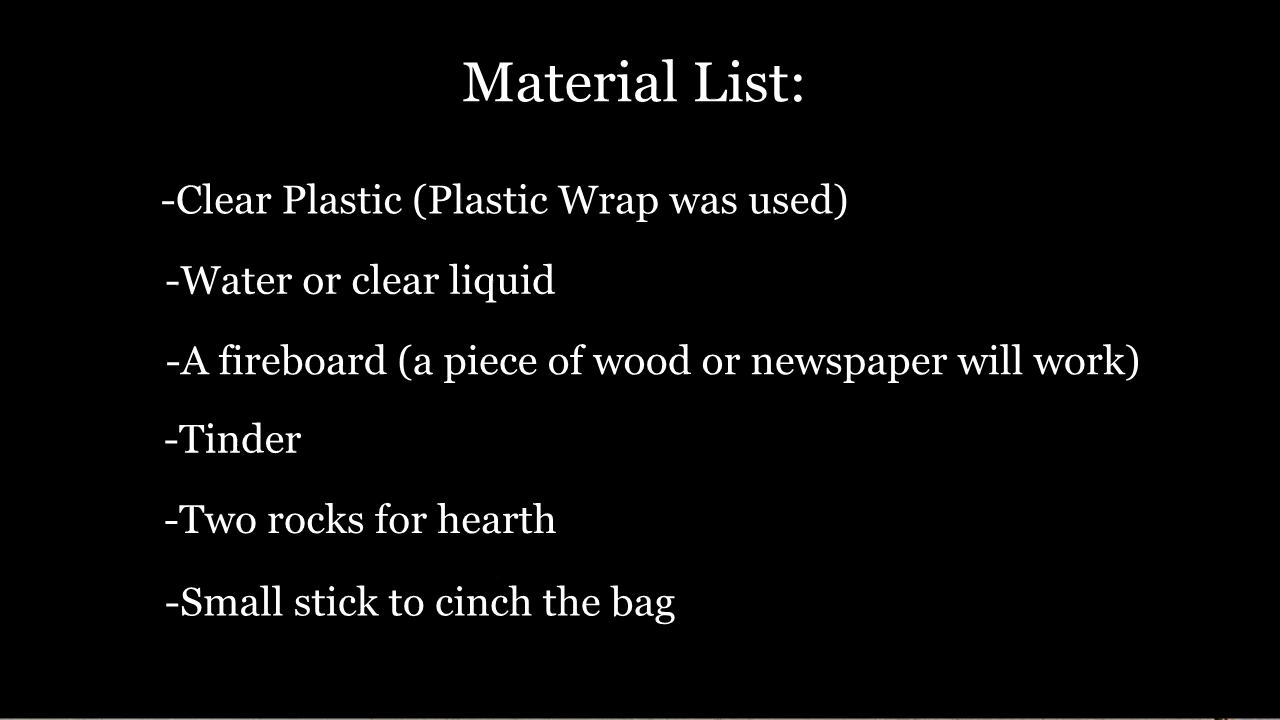 Material List:
-Clear Plastic (Plastic Wrap was used)
-Water or clear liquid
-A fireboard (a piece of wood or newspaper will work)
-Tinder
-Two rocks for hearth
-Small stick to cinch the bag